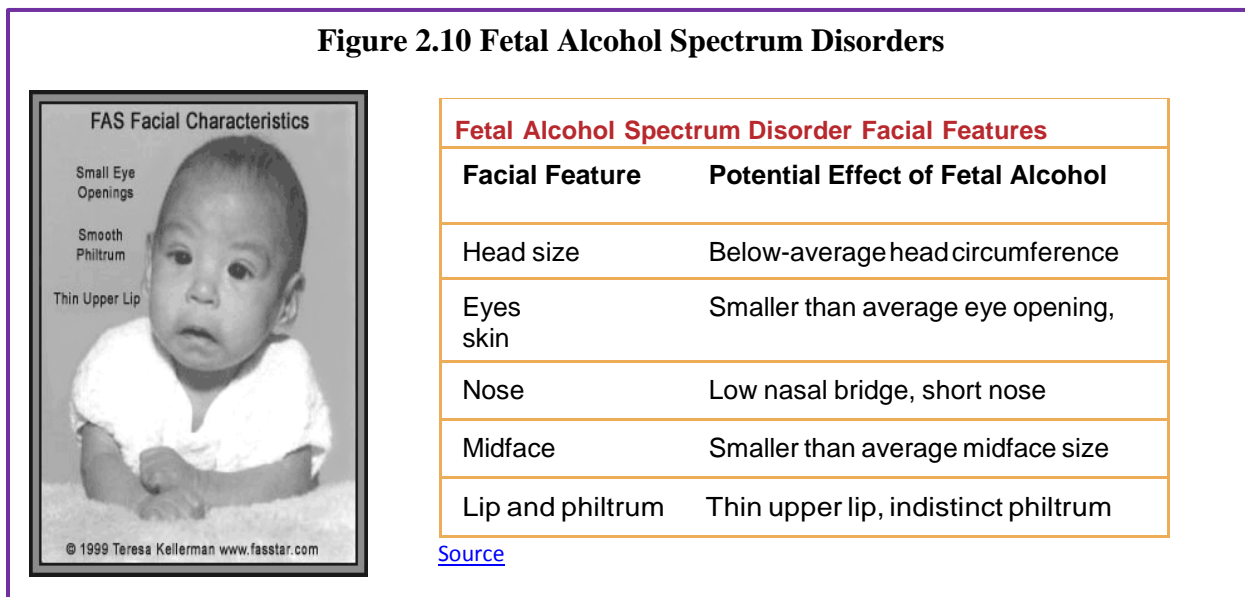 Figure 2.10 Fetal Alcohol Spectrum Disorders
FAS Facial Characteristics
Small Eye
Openings
Smooth
Philtrum
Thin Upper Lip
© 1999 Teresa Kellerman www.fasstar.com
Fetal Alcohol Spectrum Disorder Facial Features
Facial Feature Potential Effect of Fetal Alcohol
Head size Below-average head circumference
Eyes Smaller than average eye opening,
skin
Nose Low nasal bridge, short nose
Midface Smaller than average midface size
Lip and philtrum Thin upper lip, indistinct philtrum
Source